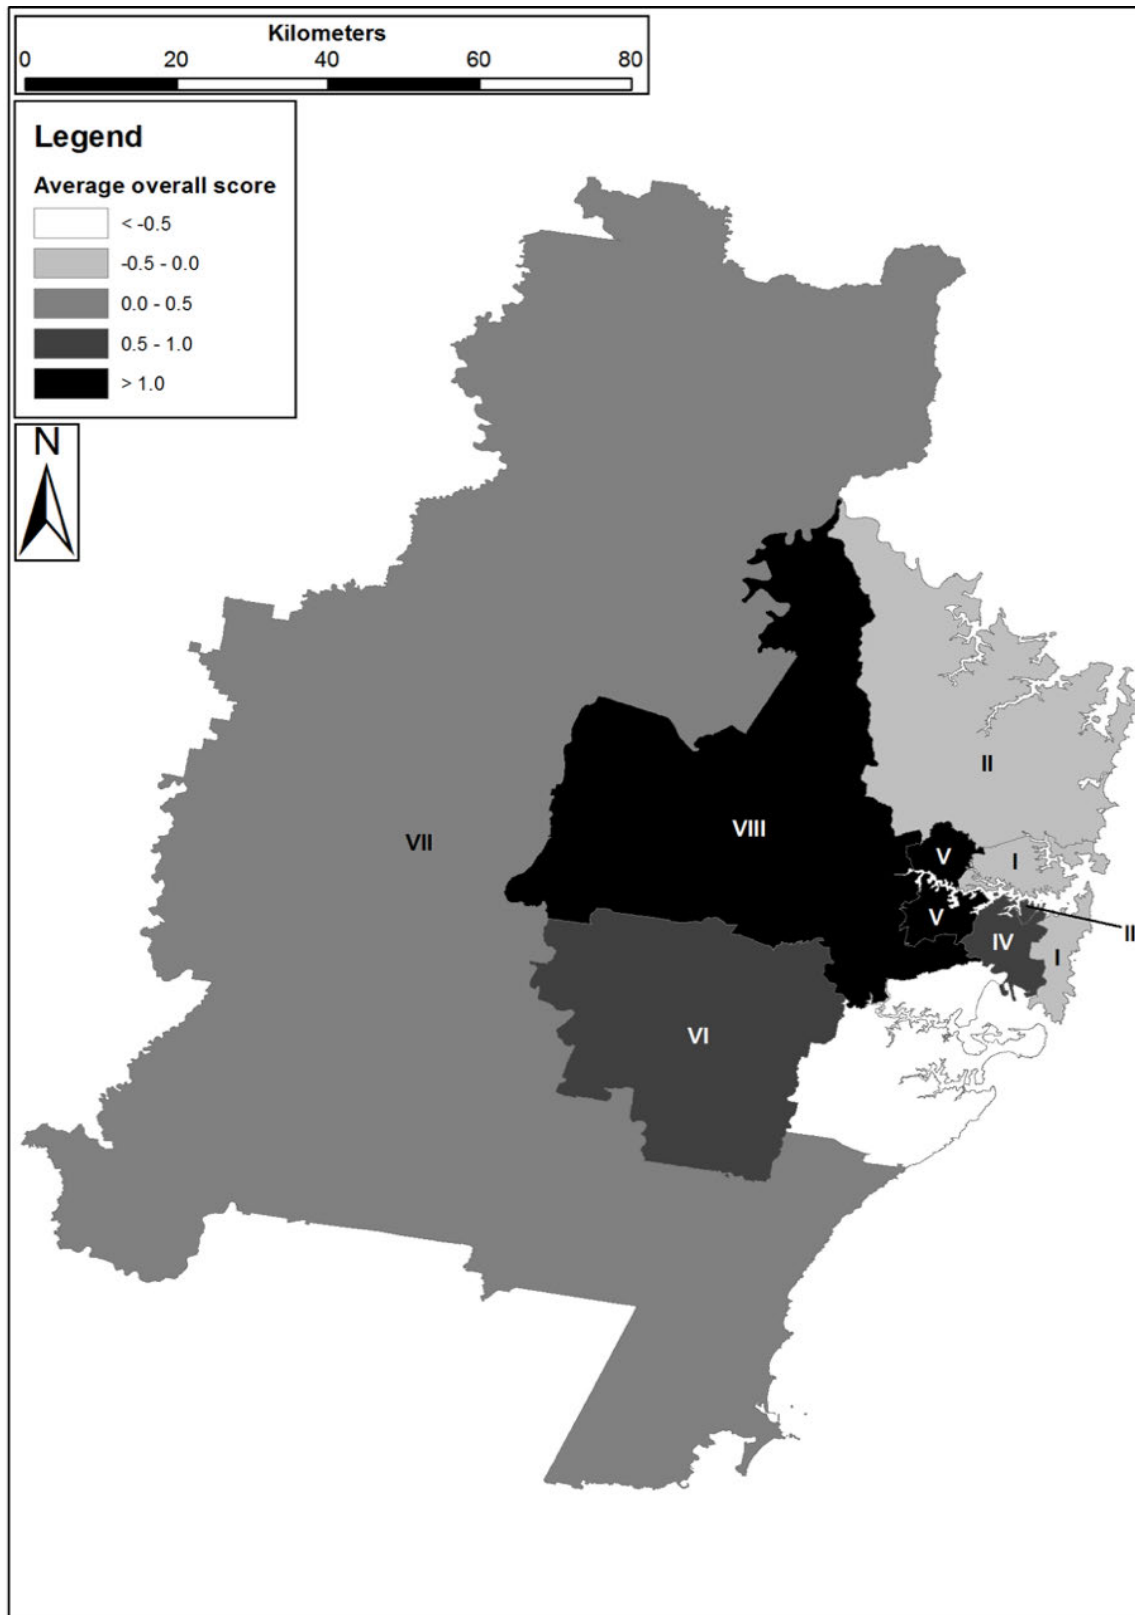 Kilometers
0 20 40 60 80
Legend
Average overall score
< -0.5
-0.5 - 0.0
0.0 - 0.5
0.5 - 1.0
> 1.0
N
II
VII
VIII
V
I
V
IV
I
II
VI